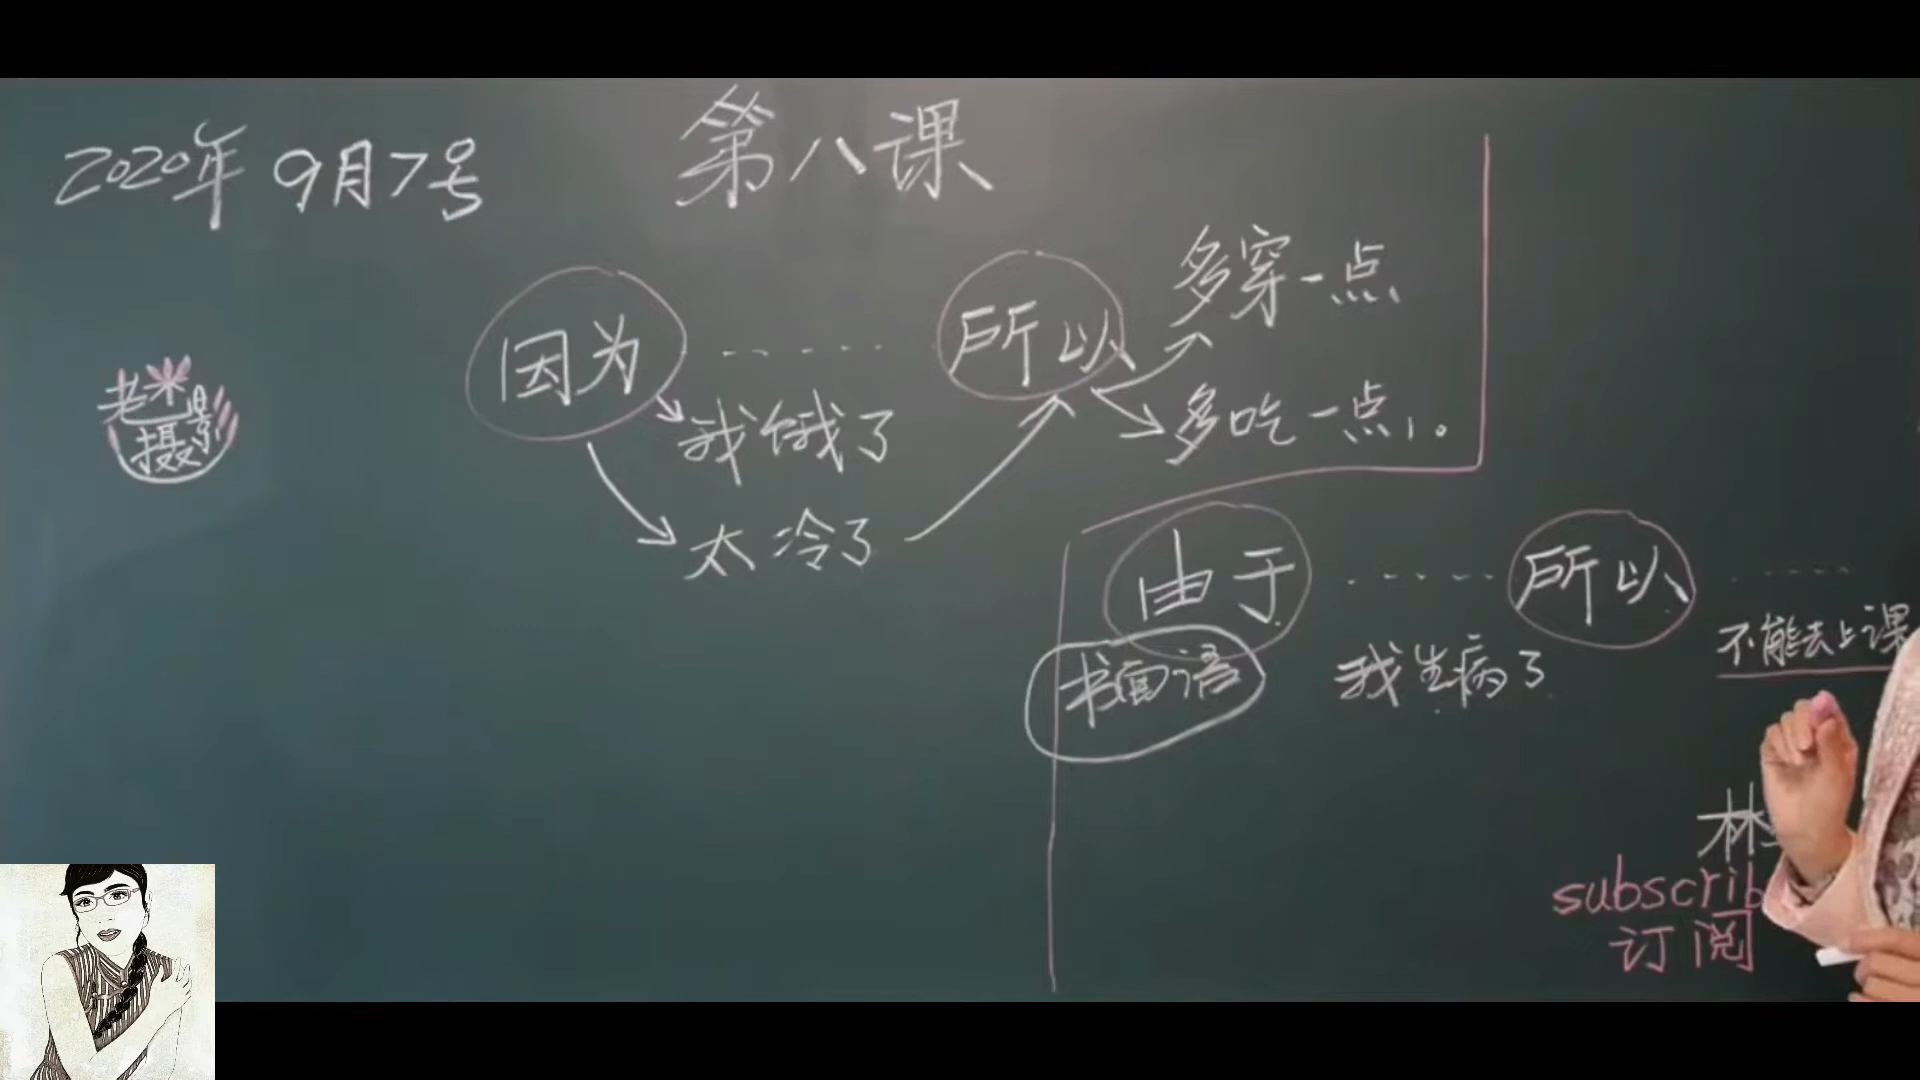 2020年 9月7号
第八课
老米
摄影
因为 ...... 所以
多穿一点
我饿了
多吃一点,。
太冷了
由于 ...... 所以 ......
书面语
我生病了
不能去上课
林
subscrib
订阅